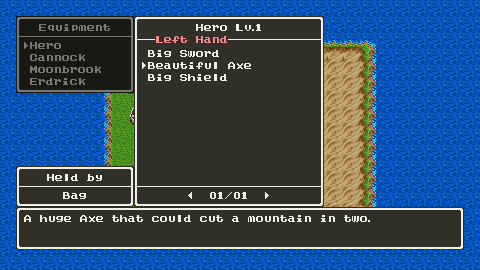 Equipment
Hero
Cannock
Moonbrook
Erdrick
Hero Lv.1
Left Hand
Big Sword
Beautiful Axe
Big Shield
01/01
Held by
Bag
A huge Axe that could cut a mountain in two.